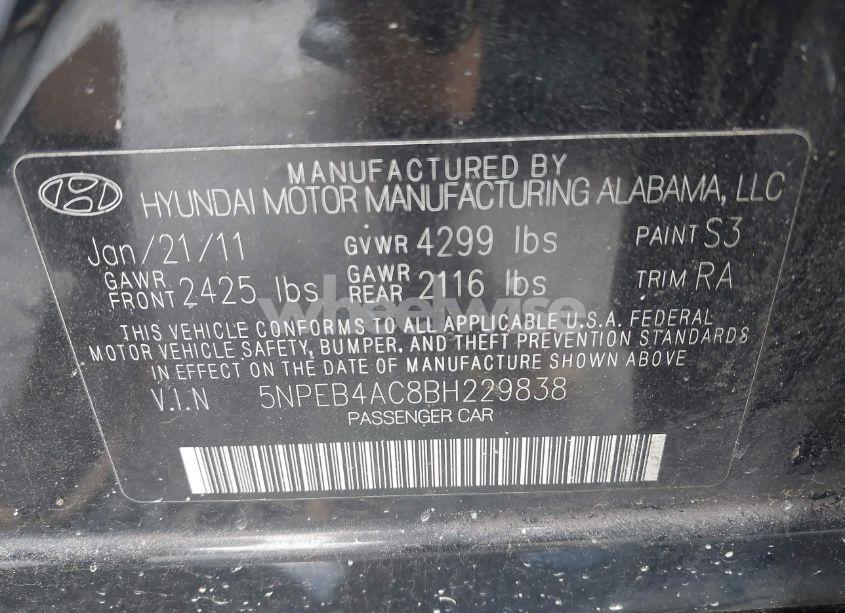 MANUFACTURED BY
HYUNDAI MOTOR MANUFACTURING ALABAMA, LLC
Jan/21/11 GVWR 4299 lbs PAINT S3
GAWR FRONT 2425 lbs GAWR REAR 2116 lbs TRIM RA
wheelwise
THIS VEHICLE CONFORMS TO ALL APPLICABLE U.S.A. FEDERAL
MOTOR VEHICLE SAFETY, BUMPER, AND THEFT PREVENTION STANDARDS
IN EFFECT ON THE DATE OF MANUFACTURE SHOWN ABOVE
V.I.N 5NPEB4AC8BH229838
PASSENGER CAR